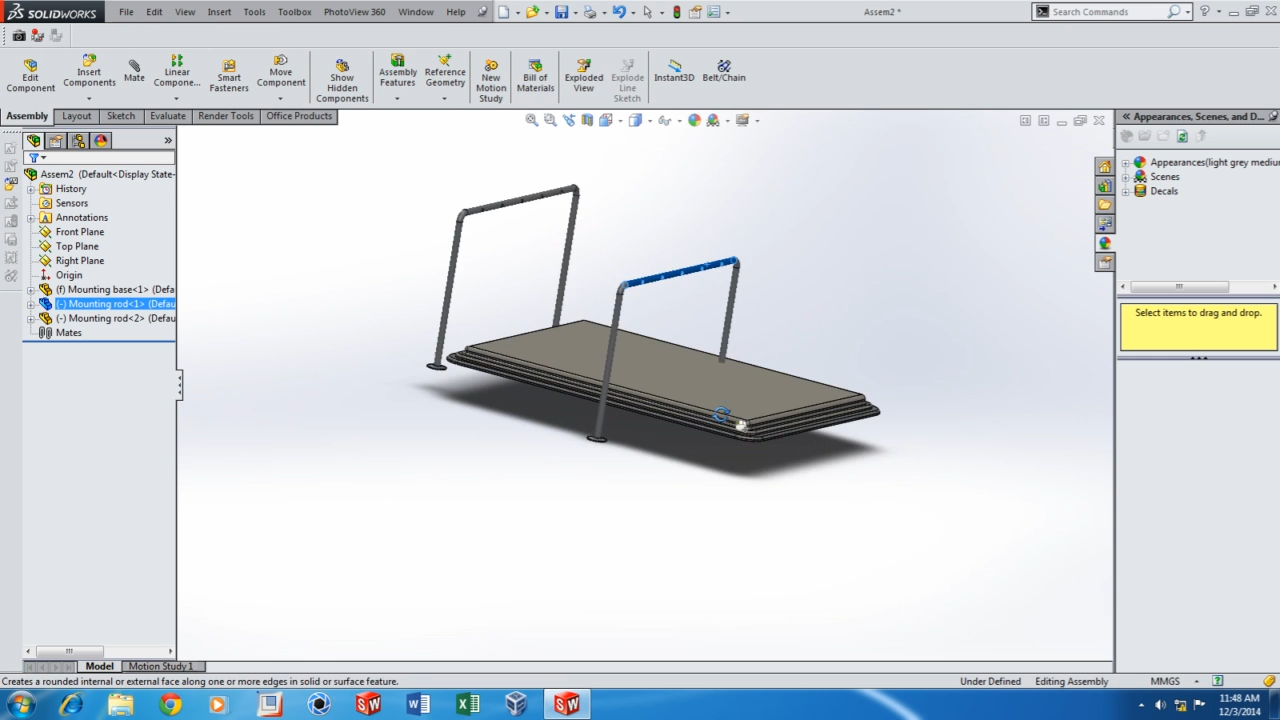 SOLIDWORKS File Edit View Insert Tools Toolbox PhotoView 360 Window Help Assem2 * Search Commands
Edit Component
Insert Components
Mate
Linear Compone...
Smart Fasteners
Move Component
Show Hidden Components
Assembly Features
Reference Geometry
New Motion Study
Bill of Materials
Exploded View
Explode Line Sketch
Instant3D
Belt/Chain
Assembly Layout Sketch Evaluate Render Tools Office Products
Appearances, Scenes, and D...
Assem2 (Default<Display State-
History
Sensors
Annotations
Front Plane
Top Plane
Right Plane
Origin
(f) Mounting base<1> (Defa
(-) Mounting rod<1> (Defau
(-) Mounting rod<2> (Defau
Mates
Appearances(light grey mediu
Scenes
Decals
Select items to drag and drop.
Model Motion Study 1
Creates a rounded internal or external face along one or more edges in solid or surface feature. Under Defined Editing Assembly MMGS
11:48 AM
12/3/2014